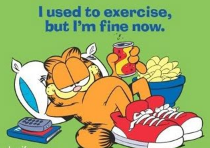 I used to exercise,
but I'm fine now.